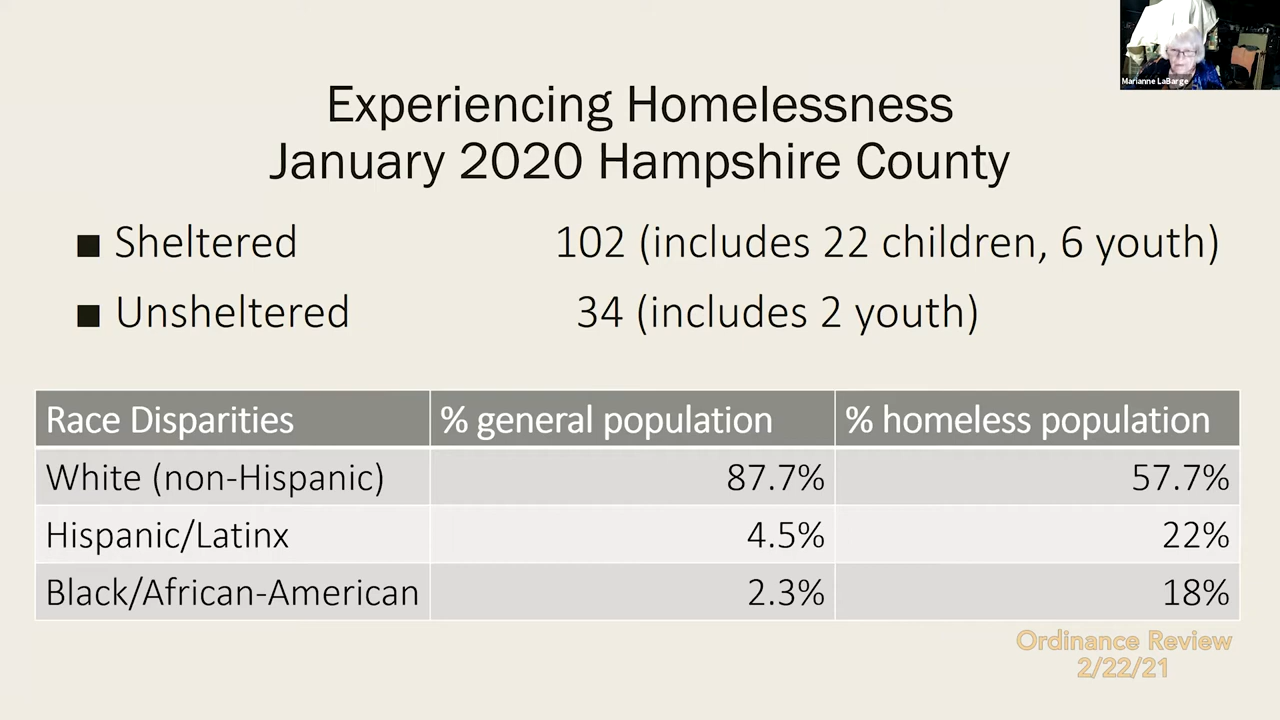 Marianne LaBarge
Experiencing Homelessness
January 2020 Hampshire County
■ Sheltered 102 (includes 22 children, 6 youth)
■ Unsheltered 34 (includes 2 youth)
Race Disparities % general population % homeless population
White (non-Hispanic) 87.7% 57.7%
Hispanic/Latinx 4.5% 22%
Black/African-American 2.3% 18%
Ordinance Review
2/22/21